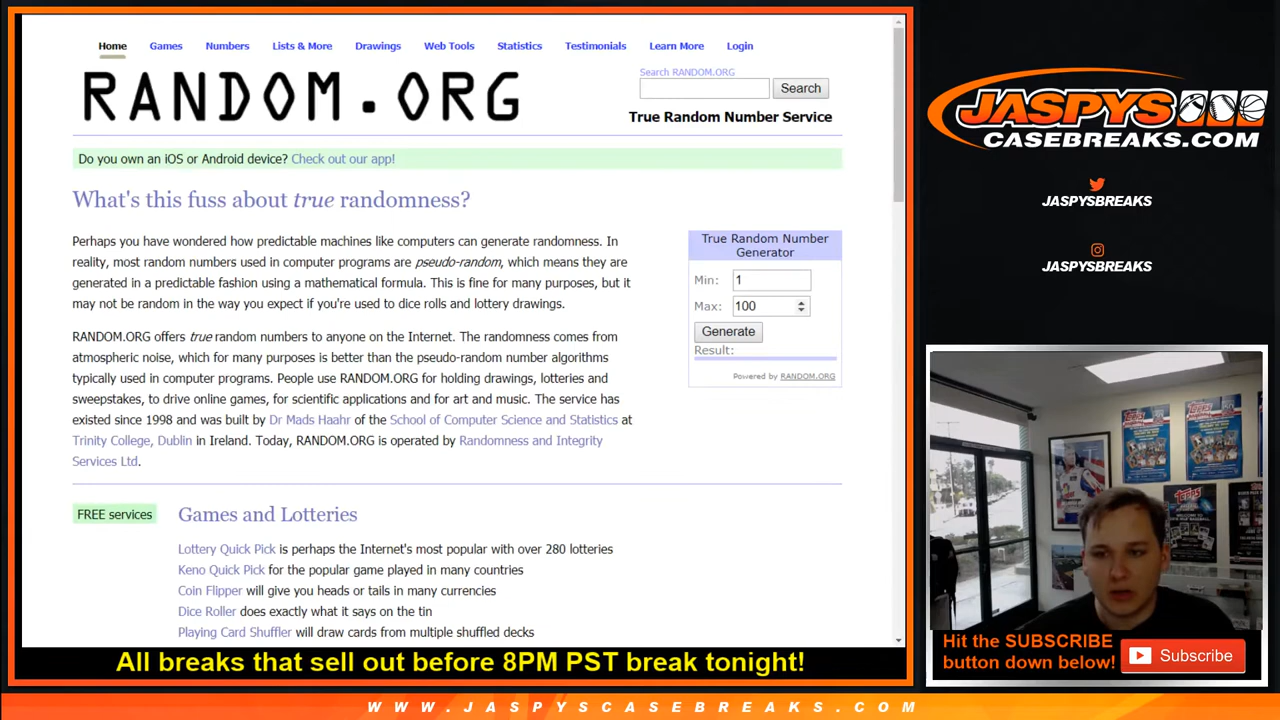 Home Games Numbers Lists & More Drawings Web Tools Statistics Testimonials Learn More Login
RANDOM.ORG
Search RANDOM.ORG
Search
True Random Number Service
Do you own an iOS or Android device? Check out our app!
What's this fuss about true randomness?
Perhaps you have wondered how predictable machines like computers can generate randomness. In
reality, most random numbers used in computer programs are pseudo-random, which means they are
generated in a predictable fashion using a mathematical formula. This is fine for many purposes, but it
may not be random in the way you expect if you're used to dice rolls and lottery drawings.
RANDOM.ORG offers true random numbers to anyone on the Internet. The randomness comes from
atmospheric noise, which for many purposes is better than the pseudo-random number algorithms
typically used in computer programs. People use RANDOM.ORG for holding drawings, lotteries and
sweepstakes, to drive online games, for scientific applications and for art and music. The service has
existed since 1998 and was built by Dr Mads Haahr of the School of Computer Science and Statistics at
Trinity College, Dublin in Ireland. Today, RANDOM.ORG is operated by Randomness and Integrity
Services Ltd.
True Random Number
Generator
Min: 1
Max: 100
Generate
Result:
Powered by RANDOM.ORG
FREE services
Games and Lotteries
Lottery Quick Pick is perhaps the Internet's most popular with over 280 lotteries
Keno Quick Pick for the popular game played in many countries
Coin Flipper will give you heads or tails in many currencies
Dice Roller does exactly what it says on the tin
Playing Card Shuffler will draw cards from multiple shuffled decks
All breaks that sell out before 8PM PST break tonight!
JASPYS
CASEBREAKS.COM
JASPYSBREAKS
JASPYSBREAKS
Topps
Topps
Topps
Hit the SUBSCRIBE
button down below!
Subscribe
WWW.JASPYSCASEBREAKS.COM